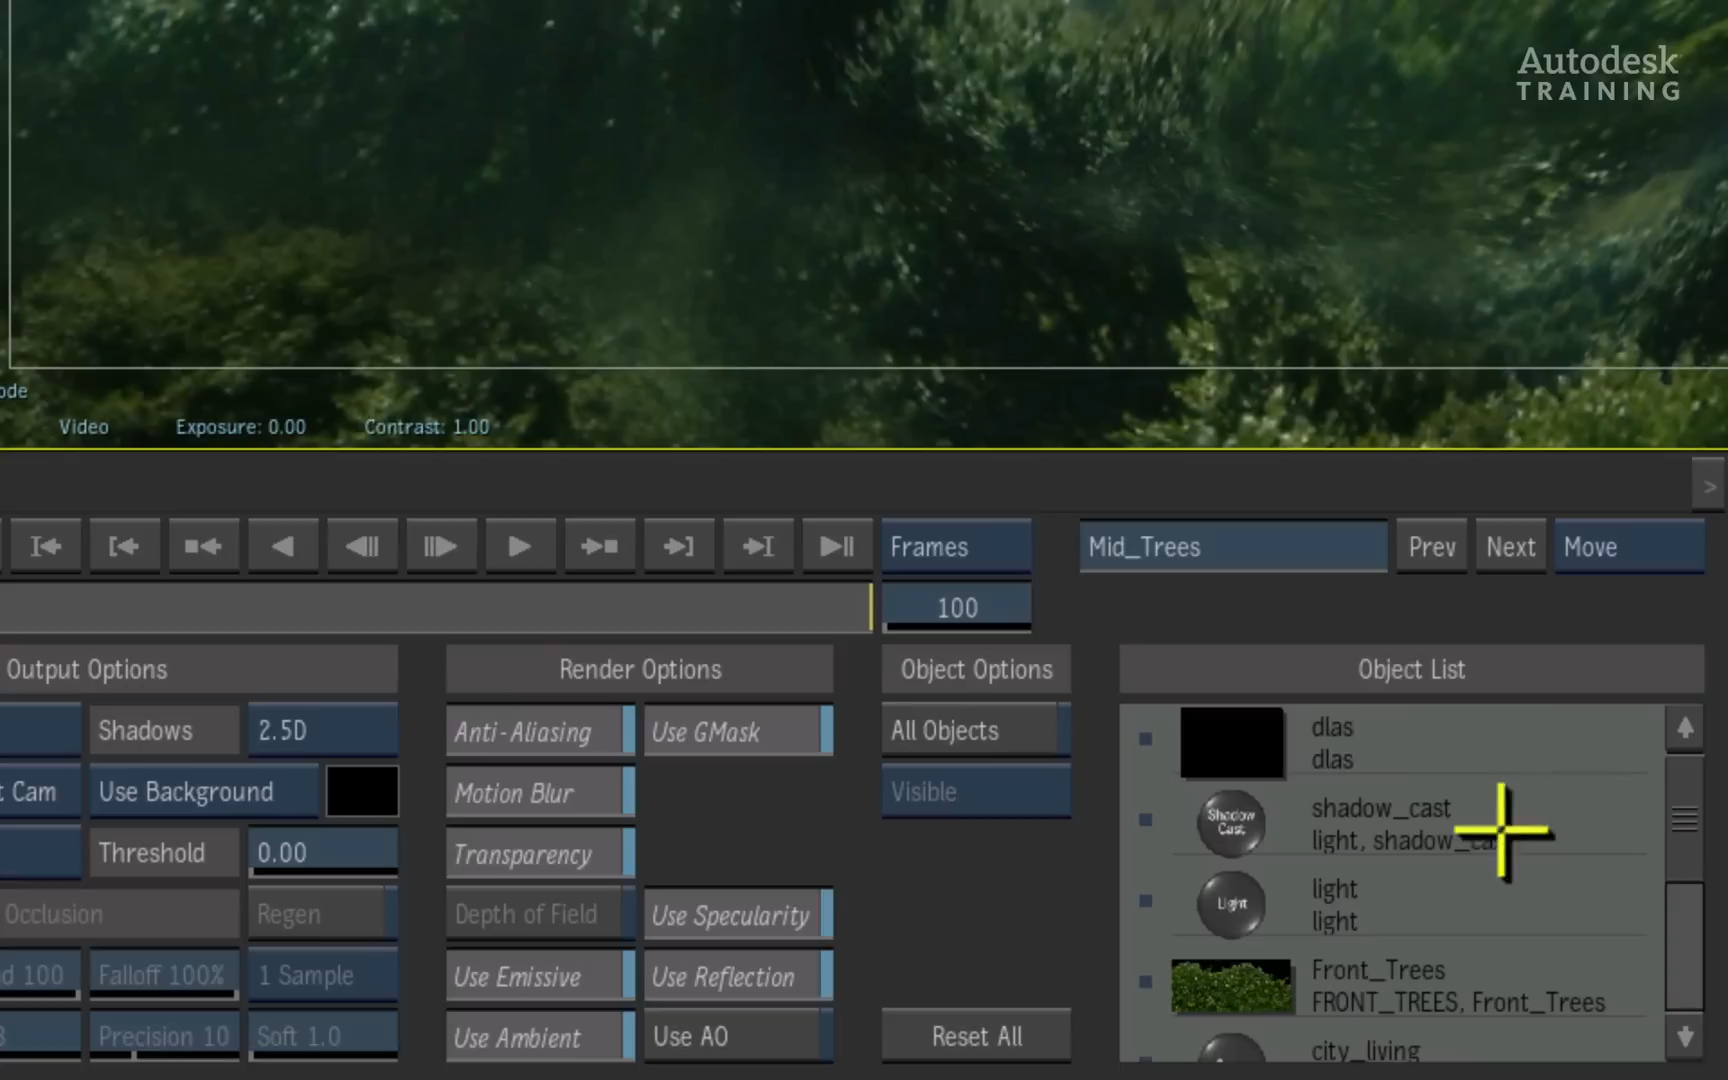 Autodesk
TRAINING
ode
Video Exposure: 0.00 Contrast: 1.00
>
Frames Mid_Trees Prev Next Move
100
Output Options Render Options Object Options Object List
Shadows 2.5D Anti-Aliasing Use GMask All Objects dlas
dlas
t Cam Use Background Motion Blur Visible shadow_cast
Shadow
Cast
light, shadow_ca
Threshold 0.00 Transparency
Occlusion Regen Depth of Field Use Specularity Light light
light
d 100 Falloff 100% 1 Sample Use Emissive Use Reflection Front_Trees
FRONT_TREES, Front_Trees
Precision 10 Soft 1.0 Use Ambient Use AO Reset All city_living